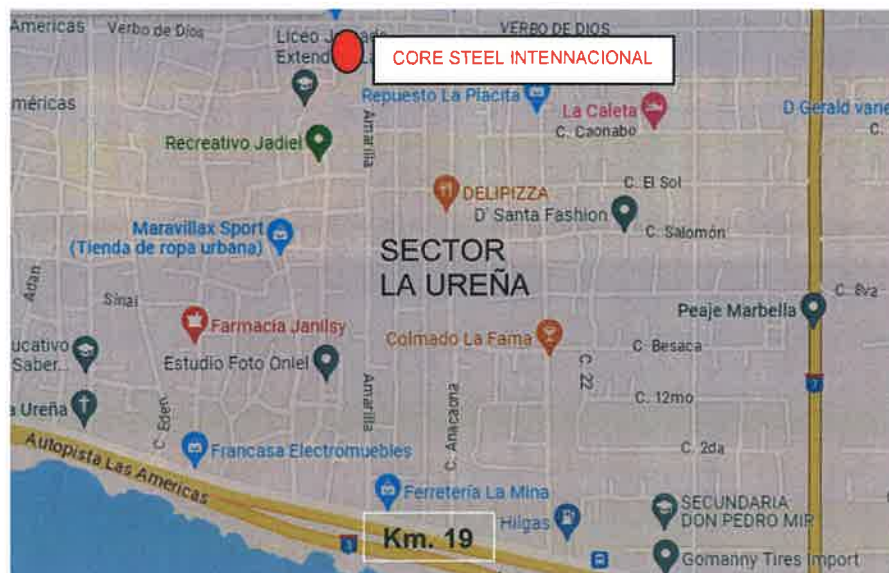 Americas
Verbo de Dios
VERBO DE DIOS
Liceo
Extend
CORE STEEL INTENNACIONAL
méricas
Repuesto La Placita
La Caleta
C. Caonabo
D Gerald varie
C.
Recreativo Jadiel
Amarilla
C. El Sol
DELIPIZZA
D' Santa Fashion
C. Salomón
Maravillax Sport
(Tienda de ropa urbana)
SECTOR
LA UREÑA
Adan
Sinai
C. Eva
Peaje Marbella
Farmacia Janilsy
Colmado La Fama
C. Besaca
ucativo
Saber...
Estudio Foto Oniel
C. 22
C. 12mo
a Ureña
C. Eden
Amarilla
C. Anacaona
C. 2da
Autopista Las Americas
Francasa Electromuebles
Ferretería La Mina
SECUNDARIA
DON PEDRO MIR
Hilgas
3
Km. 19
Gomanny Tires Import